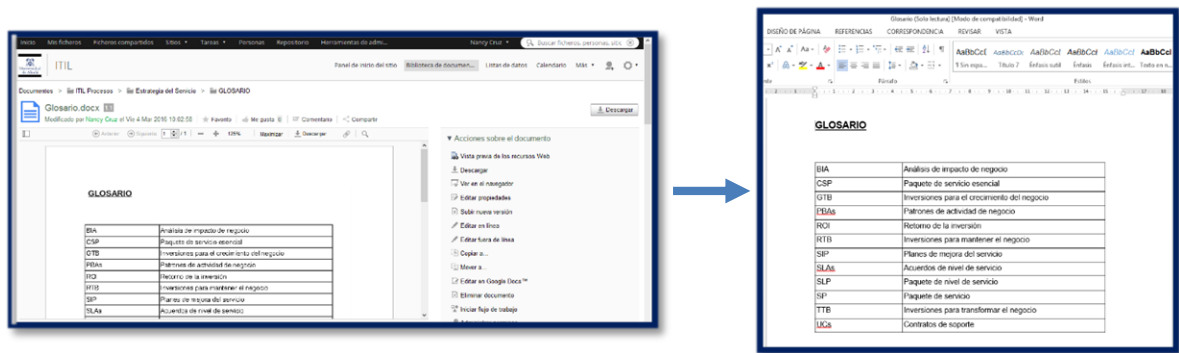 Inicio Mis ficheros Ficheros compartidos Sitios Tareas Personas Repositorio Herramientas de admi... Nancy Cruz Buscar ficheros, personas, sitic
ITIL Panel de inicio del sitio Biblioteca de documen... Listas de datos Calendario Más
Documentos > ITIL Procesos > Estrategia del Servicio > GLOSARIO
Glosario.docx
Modificado por Nancy Cruz el Vie 4 Mar 2016 10:02:58 Favorito Me gusta 0 Comentario Compartir
Descargar
Anterior Siguiente 1 /1 125% Maximizar Descargar
GLOSARIO
BIA Análisis de impacto de negocio
CSP Paquete de servicio esencial
GTB Inversiones para el crecimiento del negocio
PBAs Patrones de actividad de negocio
ROI Retorno de la inversión
RTB Inversiones para mantener el negocio
SIP Planes de mejora del servicio
SLAs Acuerdos de nivel de servicio
Acciones sobre el documento
Vista previa de los recursos Web
Descargar
Ver en el navegador
Editar propiedades
Subir nueva versión
Editar en línea
Editar fuera de línea
Copiar a...
Mover a...
Editar en Google Docs™
Eliminar documento
Iniciar flujo de trabajo
Glosario (Solo lectura) [Modo de compatibilidad] - Word
DISEÑO DE PÁGINA REFERENCIAS CORRESPONDENCIA REVISAR VISTA
AaBbCcE AaBbCcDc AaBbCcI AaBbCcI AaBbCcI AaBbCcI
¶ Sin espa... Título 7 Énfasis sutil Énfasis Énfasis int... Texto en n...
Párrafo Estilos
GLOSARIO
BIA Análisis de impacto de negocio
CSP Paquete de servicio esencial
GTB Inversiones para el crecimiento del negocio
PBAs Patrones de actividad de negocio
ROI Retorno de la inversión
RTB Inversiones para mantener el negocio
SIP Planes de mejora del servicio
SLAs Acuerdos de nivel de servicio
SLP Paquete de nivel de servicio
SP Paquete de servicio
TTB Inversiones para transformar el negocio
UCs Contratos de soporte